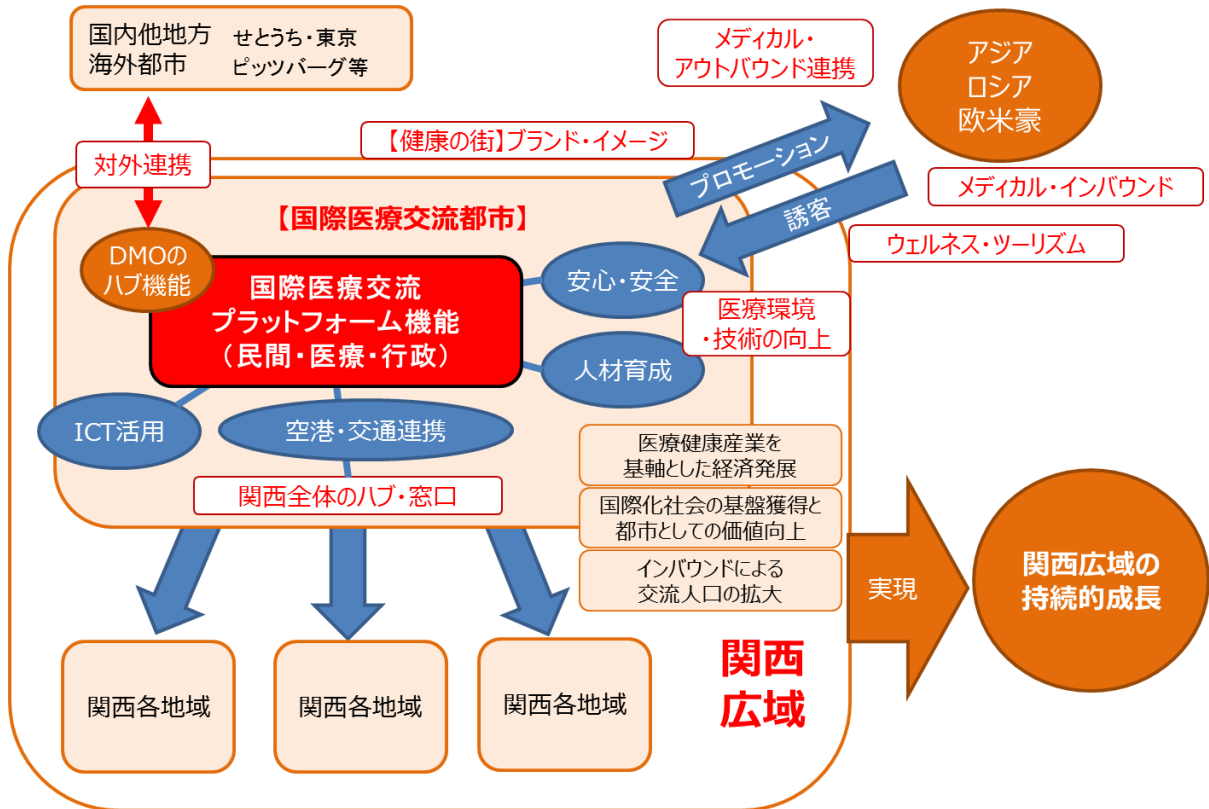 国内他地方 せとうち・東京
海外都市 ピッツバーグ等
メディカル・
アウトバウンド連携
アジア
ロシア
欧米豪
【健康の街】ブランド・イメージ
対外連携
プロモーション
誘客
メディカル・インバウンド
ウェルネス・ツーリズム
【国際医療交流都市】
DMOの
ハブ機能
国際医療交流
プラットフォーム機能
（民間・医療・行政）
安心・安全
医療環境
・技術の向上
人材育成
ICT活用
空港・交通連携
関西全体のハブ・窓口
医療健康産業を
基軸とした経済発展
国際化社会の基盤獲得と
都市としての価値向上
インバウンドによる
交流人口の拡大
実現
関西広域の
持続的成長
関西
広域
関西各地域
関西各地域
関西各地域